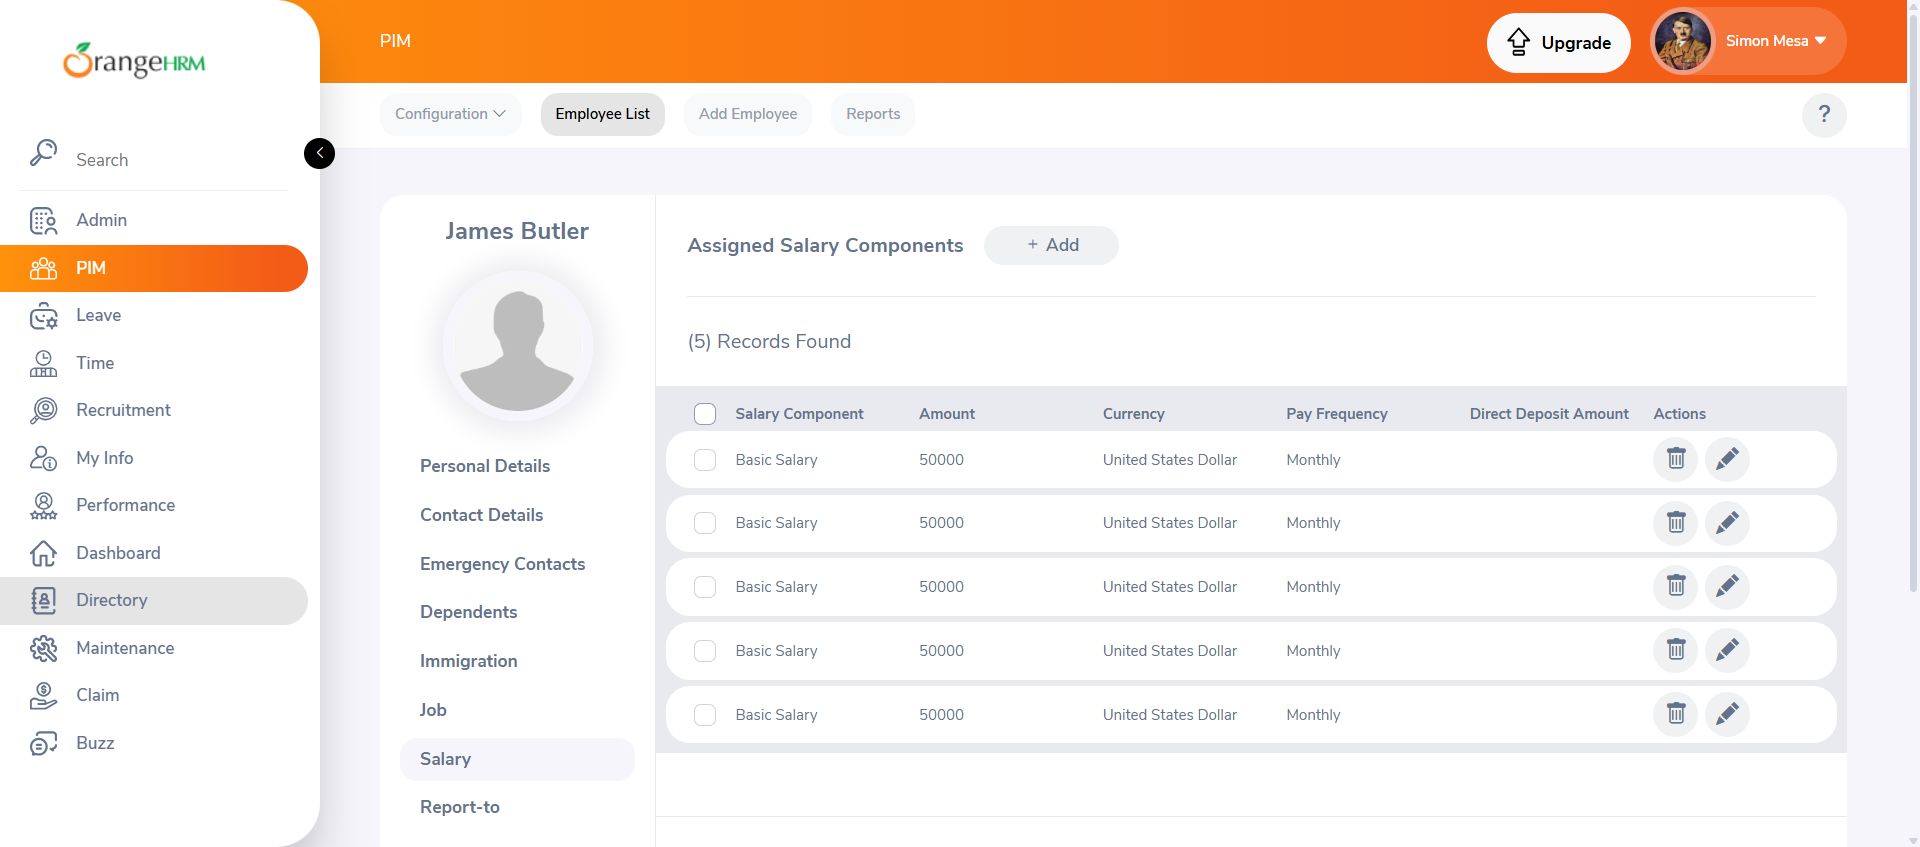 OrangeHRM
PIM
Upgrade
Simon Mesa
Configuration
Employee List
Add Employee
Reports
?
Search
Admin
PIM
Leave
Time
Recruitment
My Info
Performance
Dashboard
Directory
Maintenance
Claim
Buzz
James Butler
Personal Details
Contact Details
Emergency Contacts
Dependents
Immigration
Job
Salary
Report-to
Assigned Salary Components
+ Add
(5) Records Found
Salary Component Amount Currency Pay Frequency Direct Deposit Amount Actions
Basic Salary 50000 United States Dollar Monthly
Basic Salary 50000 United States Dollar Monthly
Basic Salary 50000 United States Dollar Monthly
Basic Salary 50000 United States Dollar Monthly
Basic Salary 50000 United States Dollar Monthly